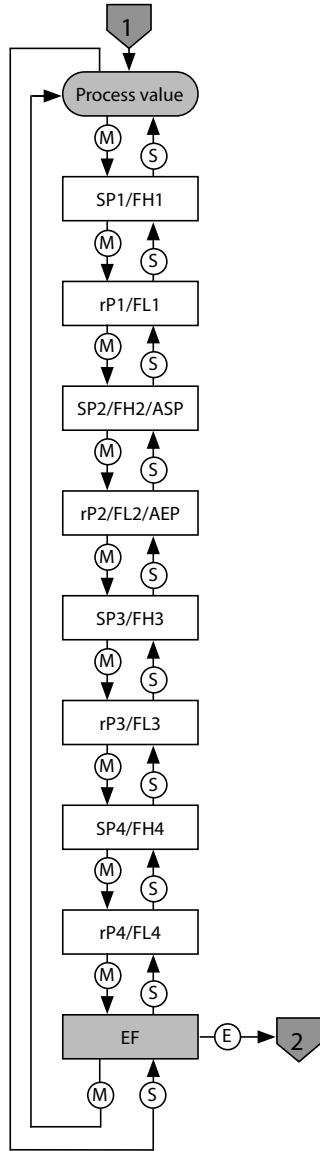 1
Process value
M
S
SP1/FH1
M
S
rP1/FL1
M
S
SP2/FH2/ASP
M
S
rP2/FL2/AEP
M
S
SP3/FH3
M
S
rP3/FL3
M
S
SP4/FH4
M
S
rP4/FL4
M
S
EF
E
2
M
S